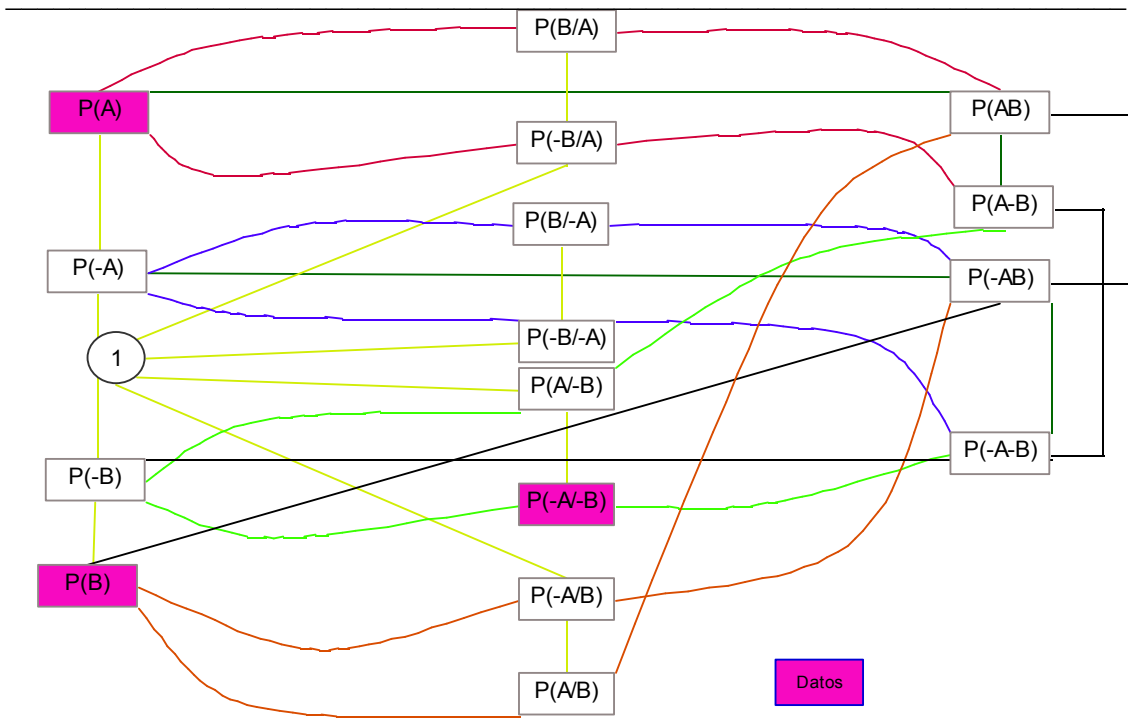 P(B/A)
P(A)
P(AB)
P(-B/A)
P(A-B)
P(B/-A)
P(-A)
P(-AB)
P(-B/-A)
1
P(A/-B)
P(-A-B)
P(-B)
P(-A/-B)
P(B)
P(-A/B)
P(A/B)
Datos